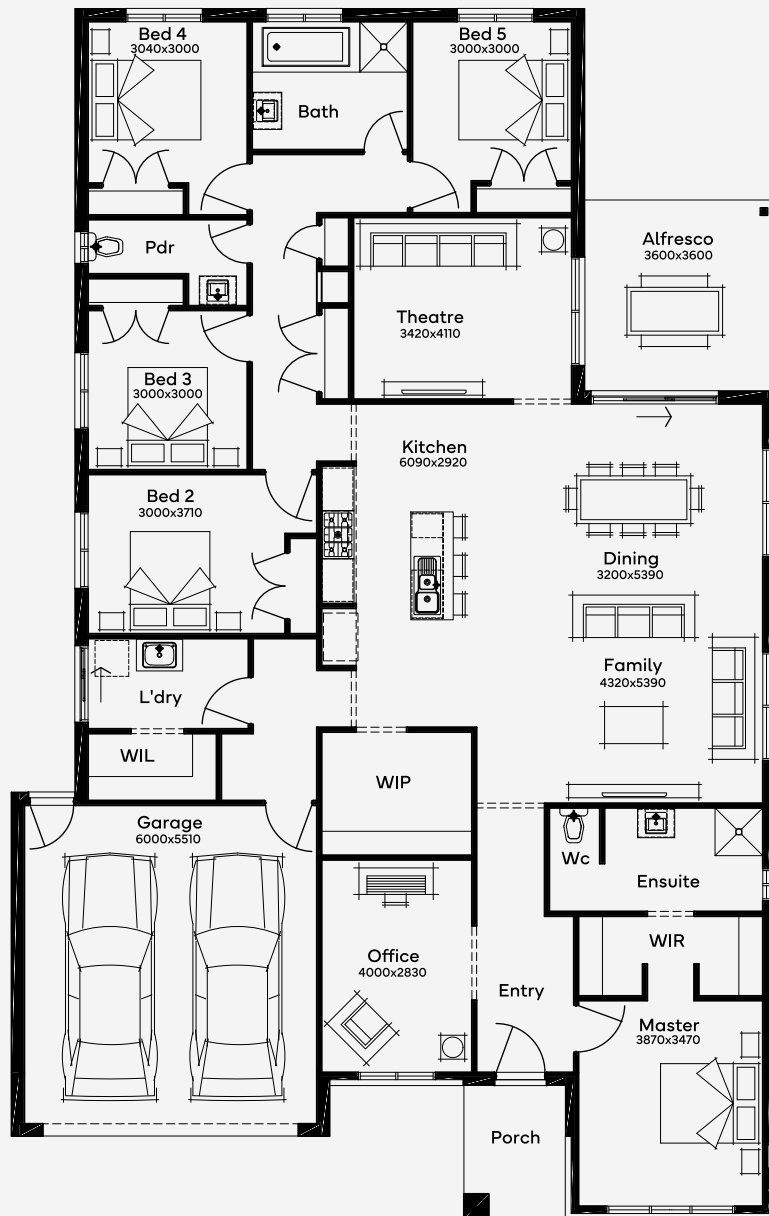 Bed 4
3040x3000
Bed 5
3000x3000
Bath
Pdr
Alfresco
3600x3600
Theatre
3420x4110
Bed 3
3000x3000
Kitchen
6090x2920
Bed 2
3000x3710
Dining
3200x5390
Family
4320x5390
L'dry
WIL
WIP
Garage
6000x5510
Wc
Ensuite
WIR
Office
4000x2830
Entry
Master
3870x3470
Porch